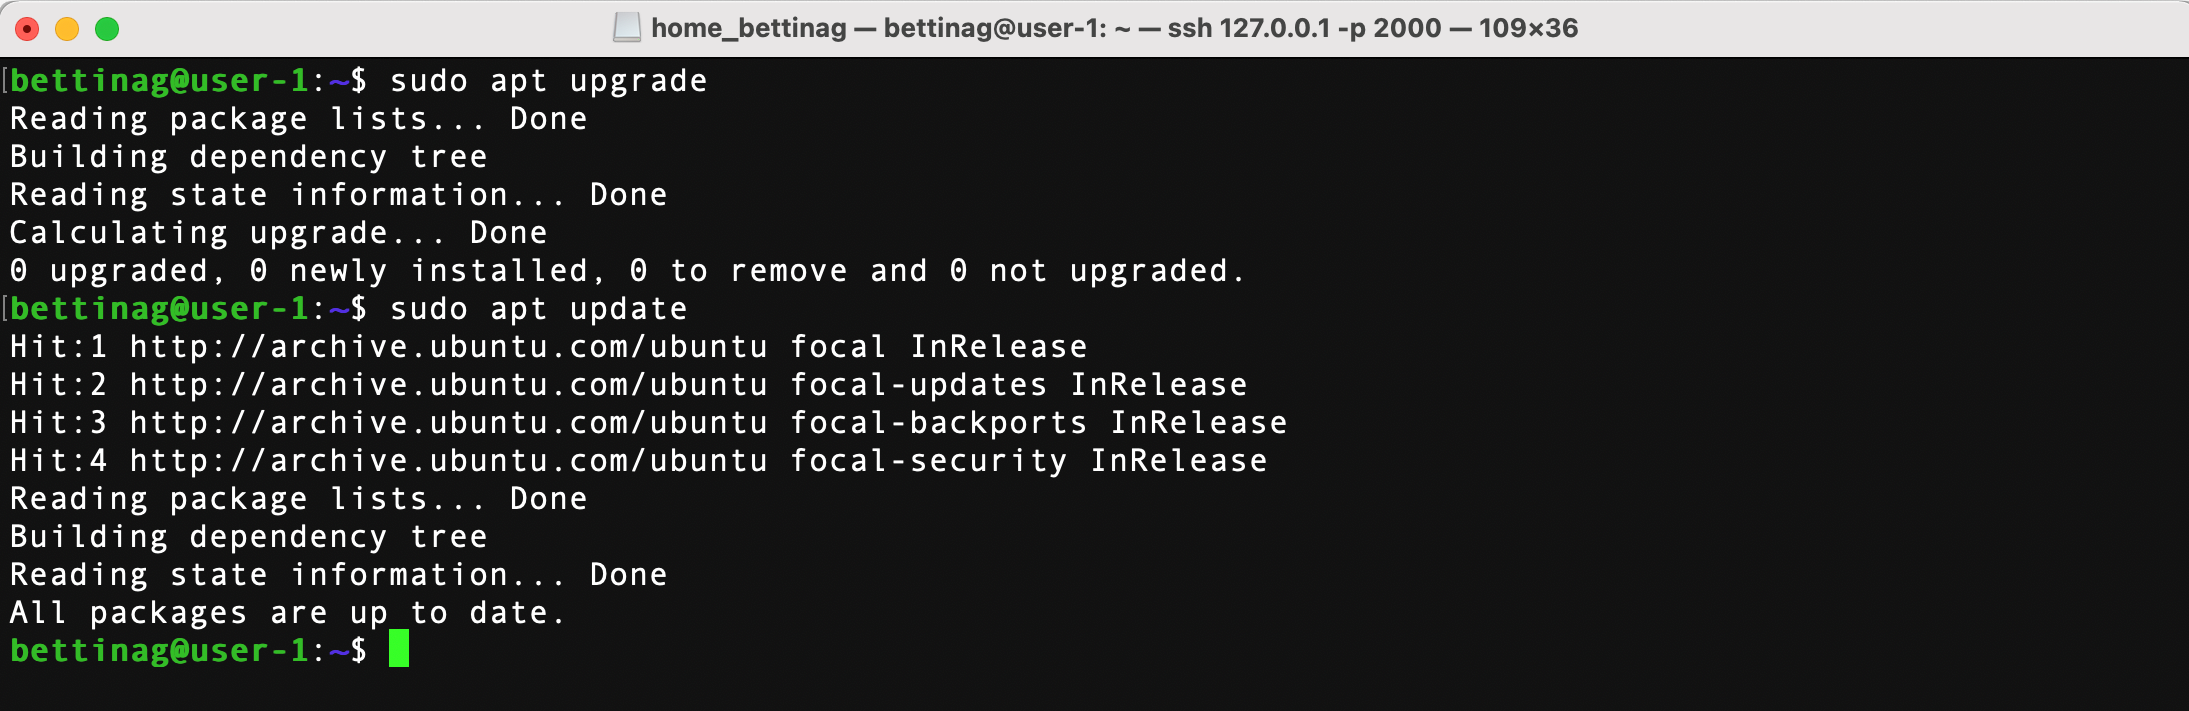 home_bettinag — bettinag@user-1: ~ — ssh 127.0.0.1 -p 2000 — 109×36
[bettinag@user-1:~$ sudo apt upgrade
Reading package lists... Done
Building dependency tree
Reading state information... Done
Calculating upgrade... Done
0 upgraded, 0 newly installed, 0 to remove and 0 not upgraded.
[bettinag@user-1:~$ sudo apt update
Hit:1 http://archive.ubuntu.com/ubuntu focal InRelease
Hit:2 http://archive.ubuntu.com/ubuntu focal-updates InRelease
Hit:3 http://archive.ubuntu.com/ubuntu focal-backports InRelease
Hit:4 http://archive.ubuntu.com/ubuntu focal-security InRelease
Reading package lists... Done
Building dependency tree
Reading state information... Done
All packages are up to date.
bettinag@user-1:~$